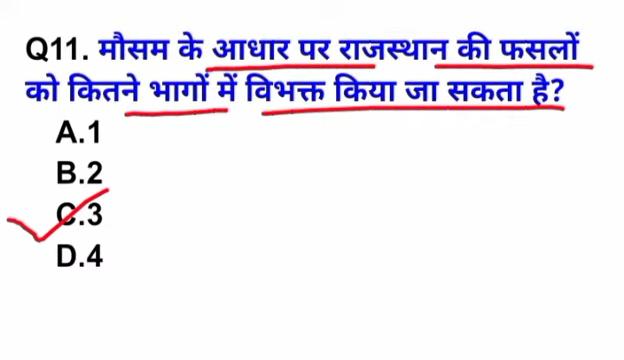 Q11. मौसम के आधार पर राजस्थान की फसलों
को कितने भागों में विभक्त किया जा सकता है?
A.1
B.2
C.3
D.4